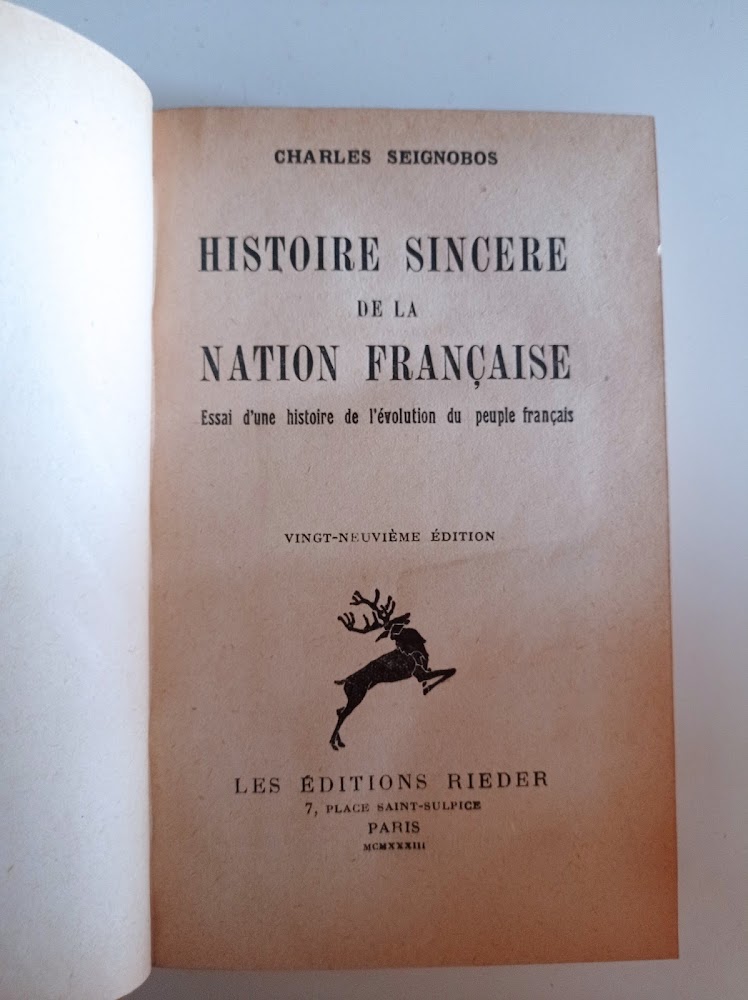 CHARLES SEIGNOBOS
HISTOIRE SINCERE
DE LA
NATION FRANÇAISE
Essai d'une histoire de l'évolution du peuple français
VINGT-NEUVIÈME ÉDITION
LES ÉDITIONS RIEDER
7, PLACE SAINT-SULPICE
PARIS
MCMXXXIII